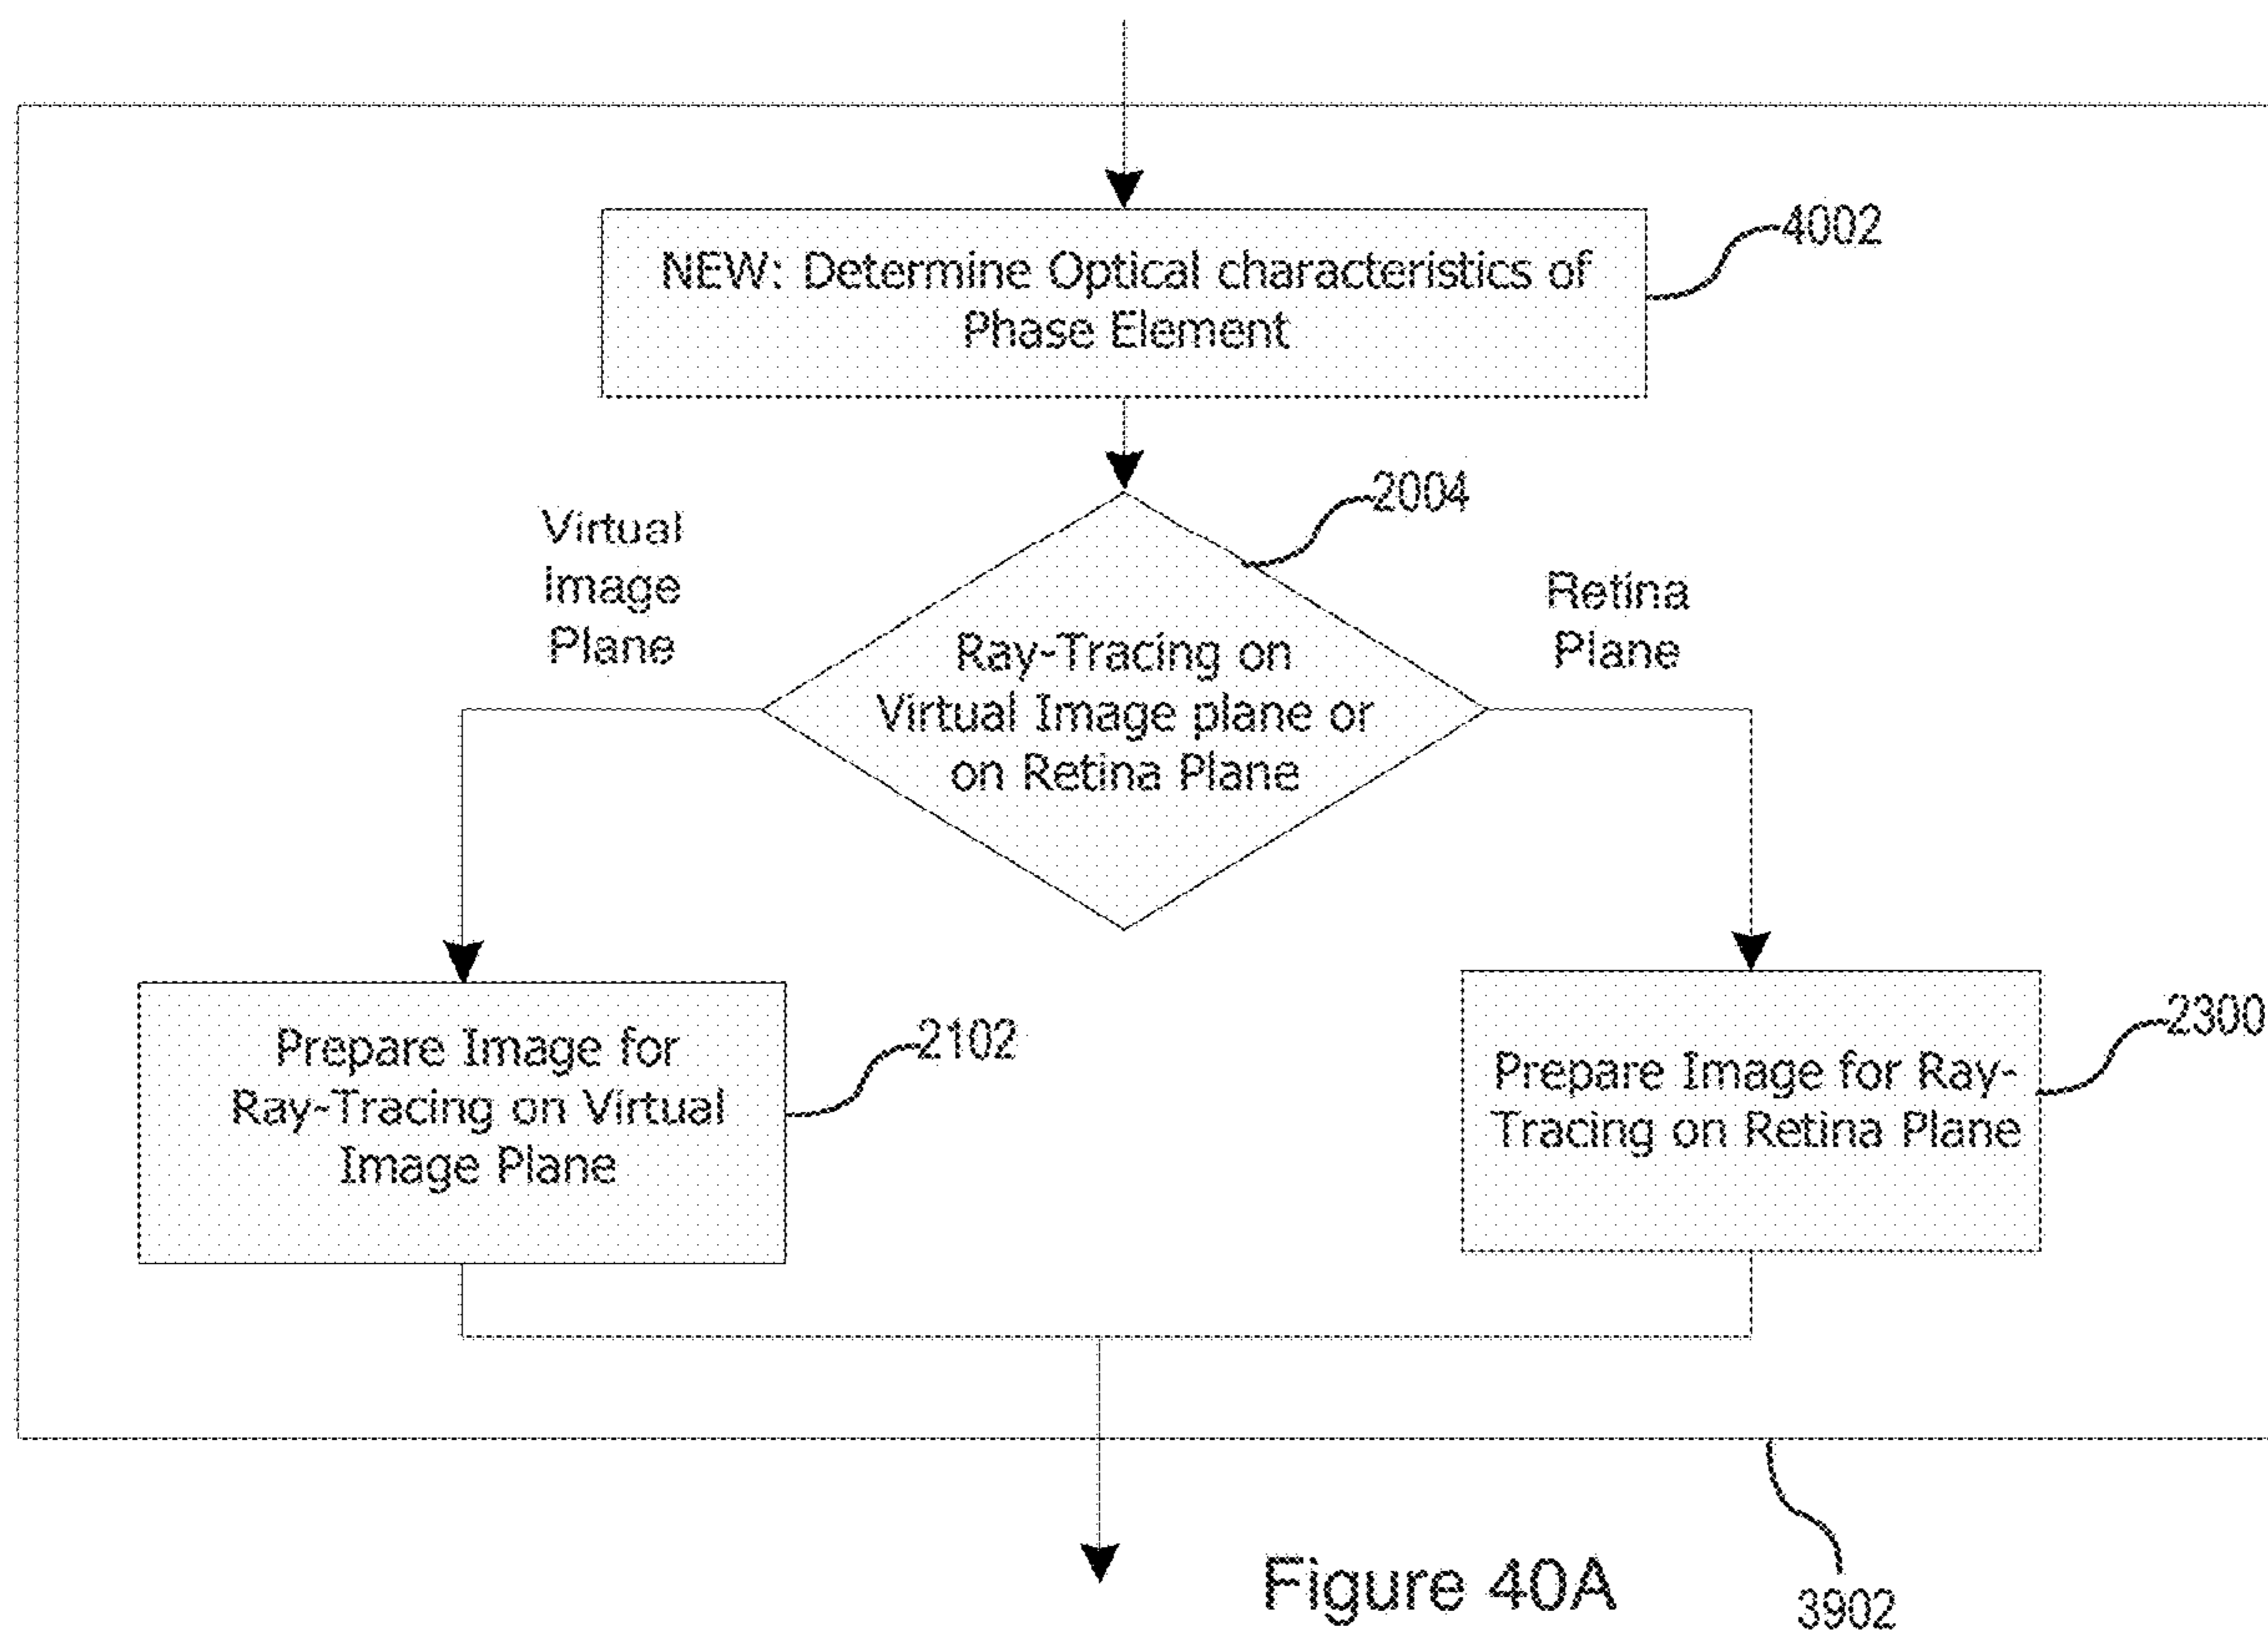 NEW: Determine Optical characteristics of
Phase Element
4002
2004
Virtual
Image
Plane
Retina
Plane
Ray-Tracing on
Virtual Image plane or
on Retina Plane
Prepare Image for
Ray-Tracing on Virtual
Image Plane
2102
Prepare Image for Ray-
Tracing on Retina Plane
2300
Figure 40A
3902